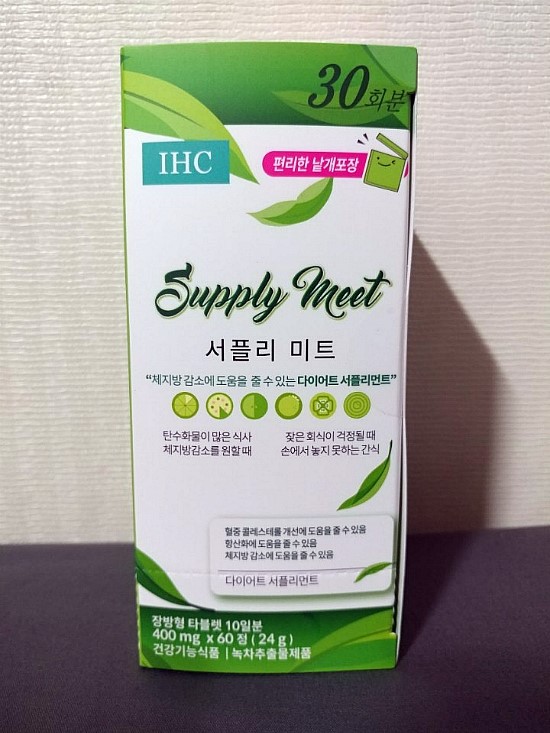 30회분
IHC
편리한 낱개포장
Supply Meet
서플리 미트
“체지방 감소에 도움을 줄 수 있는 다이어트 서플리먼트”
탄수화물이 많은 식사
체지방감소를 원할 때
잦은 회식이 걱정될 때
손에서 놓지 못하는 간식
혈중 콜레스테롤 개선에 도움을 줄 수 있음
항산화에 도움을 줄 수 있음
체지방 감소에 도움을 줄 수 있음
다이어트 서플리먼트
장방형 타블렛 10일분
400 mg x 60 정 ( 24 g )
건강기능식품 | 녹차추출물제품